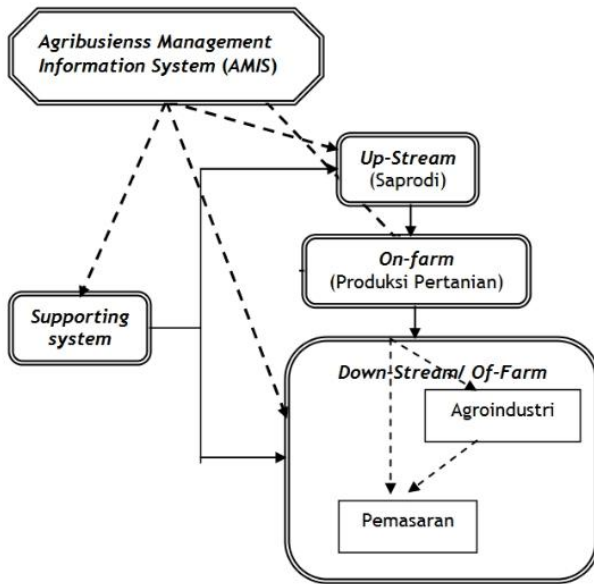 Agribusienss Management
Information System (AMIS)
Up-Stream
(Saprodi)
On-farm
(Produksi Pertanian)
Supporting
system
Down-Stream/ Of-Farm
Agroindustri
Pemasaran